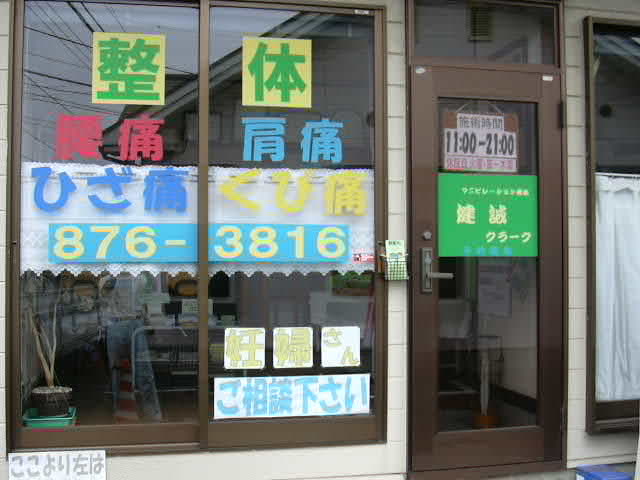 整体
腰痛 肩痛
ひざ痛 くび痛
876-3816
妊婦さん
ご相談下さい
ここより左は
施術時間
11:00-21:00
健誠
クラーク